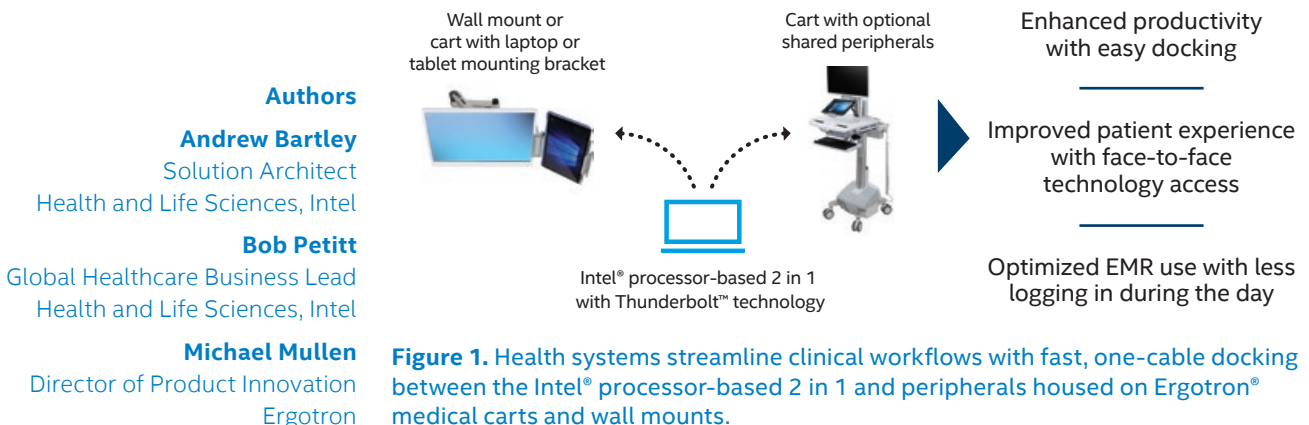 Authors
Andrew Bartley
Solution Architect
Health and Life Sciences, Intel
Bob Petitt
Global Healthcare Business Lead
Health and Life Sciences, Intel
Michael Mullen
Director of Product Innovation
Ergotron
Wall mount or
cart with laptop or
tablet mounting bracket
Cart with optional
shared peripherals
Intel® processor-based 2 in 1
with Thunderbolt™ technology
Enhanced productivity
with easy docking
Improved patient experience
with face-to-face
technology access
Optimized EMR use with less
logging in during the day
Figure 1. Health systems streamline clinical workflows with fast, one-cable docking
between the Intel® processor-based 2 in 1 and peripherals housed on Ergotron®
medical carts and wall mounts.